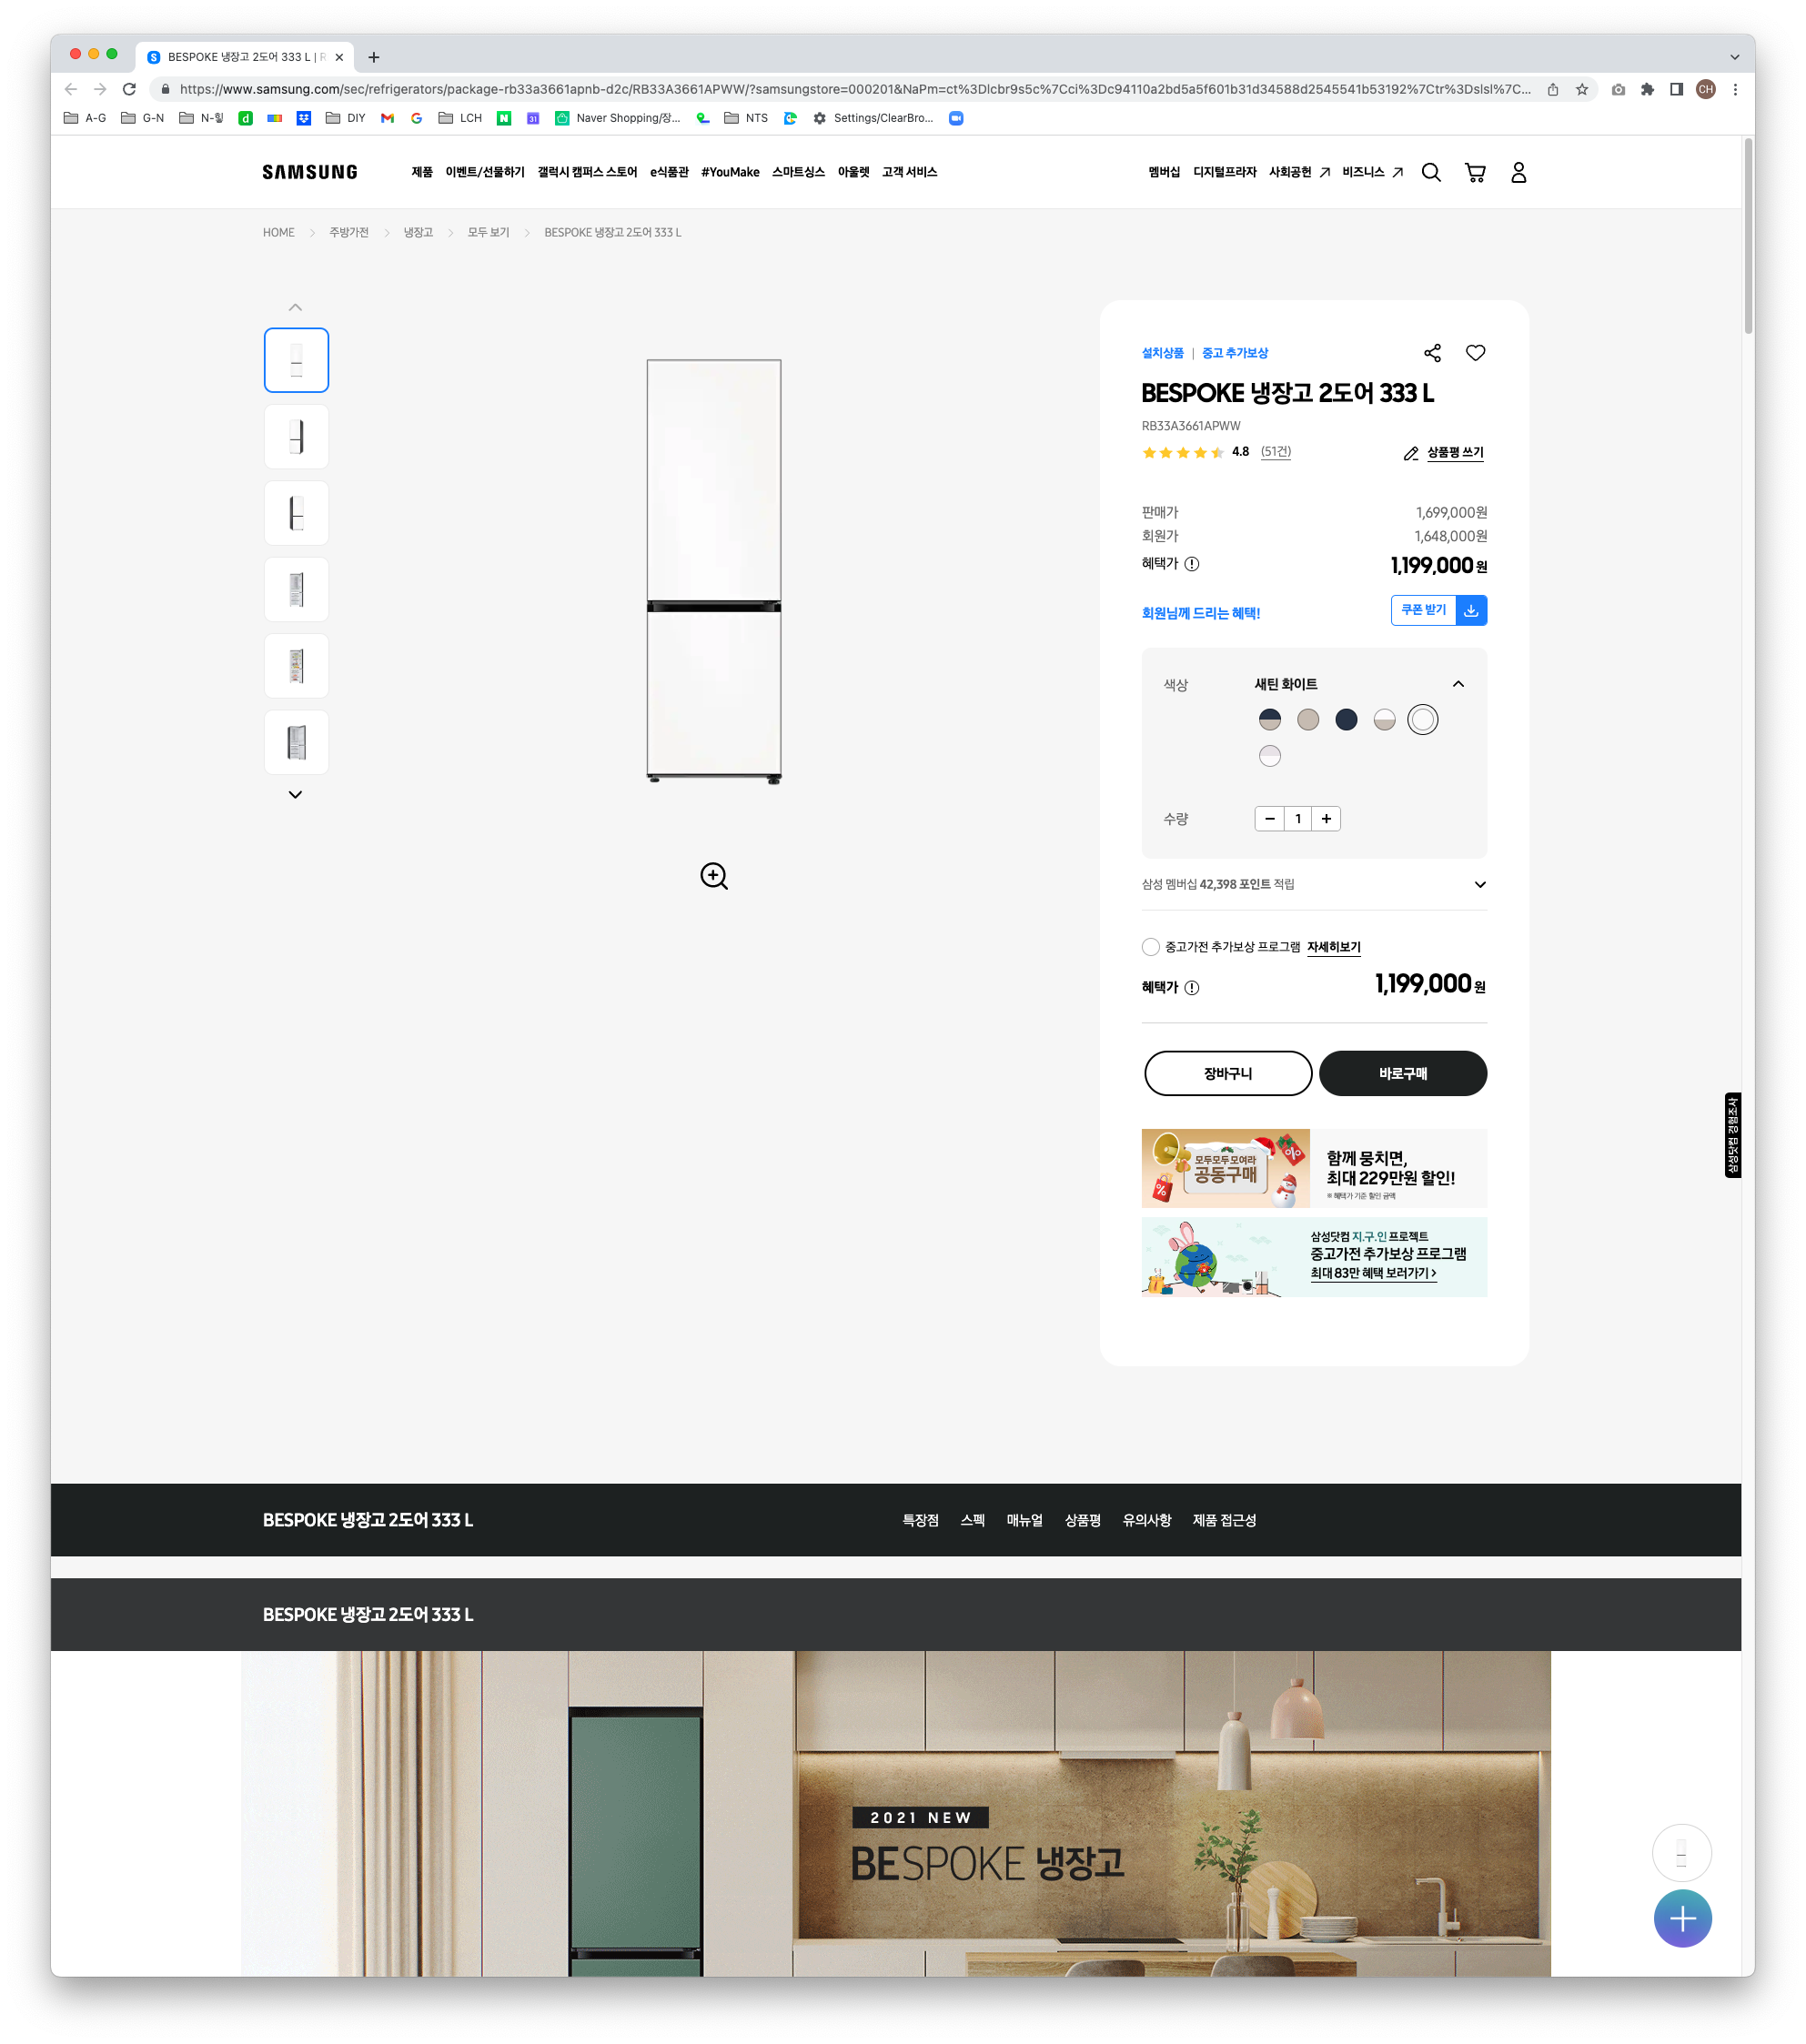 BESPOKE 냉장고 2도어 333 L | R
https://www.samsung.com/sec/refrigerators/package-rb33a3661apnb-d2c/RB33A3661APWW/?samsungstore=000201&NaPm=ct%3Dlcbr9s5c%7Cci%3Dc94110a2bd5a5f601b31d34588d2545541b53192%7Ctr%3Dslsl%7C...
CH
A-G G-N N-힐 DIY LCH N 31 Naver Shopping/장... NTS Settings/ClearBro...
SAMSUNG 제품 이벤트/선물하기 갤럭시 캠퍼스 스토어 e식품관 #YouMake 스마트싱스 아울렛 고객 서비스 멤버십 디지털프라자 사회공헌 비즈니스
HOME 주방가전 냉장고 모두 보기 BESPOKE 냉장고 2도어 333 L
설치상품 | 중고 추가보상
BESPOKE 냉장고 2도어 333 L
RB33A3661APWW
4.8 (51건) 상품평 쓰기
판매가 1,699,000원
회원가 1,648,000원
혜택가 1,199,000 원
회원님께 드리는 혜택! 쿠폰 받기
색상 새틴 화이트
수량 1
삼성 멤버십 42,398 포인트 적립
중고가전 추가보상 프로그램 자세히보기
혜택가 1,199,000 원
장바구니 바로구매
삼성닷컴 경험조사
모두모두 모여라
공동구매
함께 뭉치면,
최대 229만원 할인!
※ 혜택가 기준 할인 금액
삼성닷컴 지.구.인 프로젝트
중고가전 추가보상 프로그램
최대 83만 혜택 보러가기 >
BESPOKE 냉장고 2도어 333 L 특장점 스펙 매뉴얼 상품평 유의사항 제품 접근성
BESPOKE 냉장고 2도어 333 L
2021 NEW
BESPOKE 냉장고